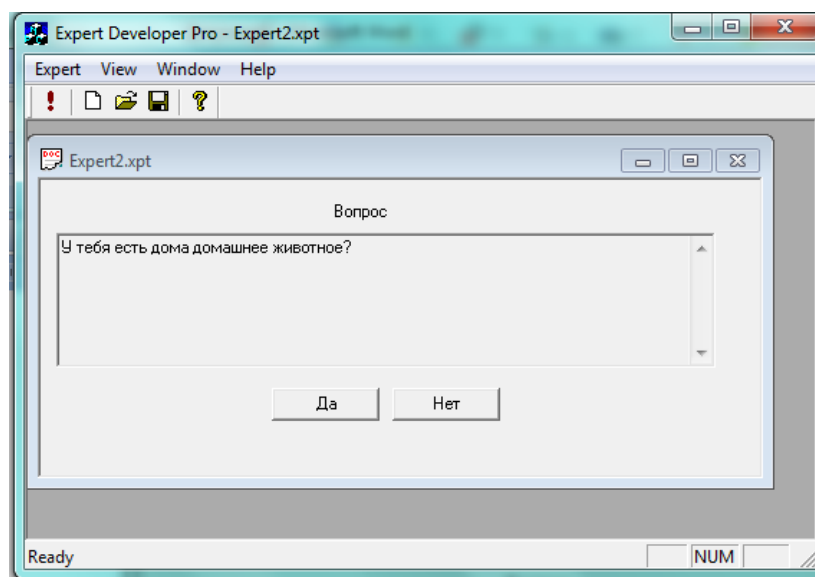 Expert Developer Pro - Expert2.xpt
Expert View Window Help
Expert2.xpt
Вопрос
У тебя есть дома домашнее животное?
Да Нет
Ready NUM